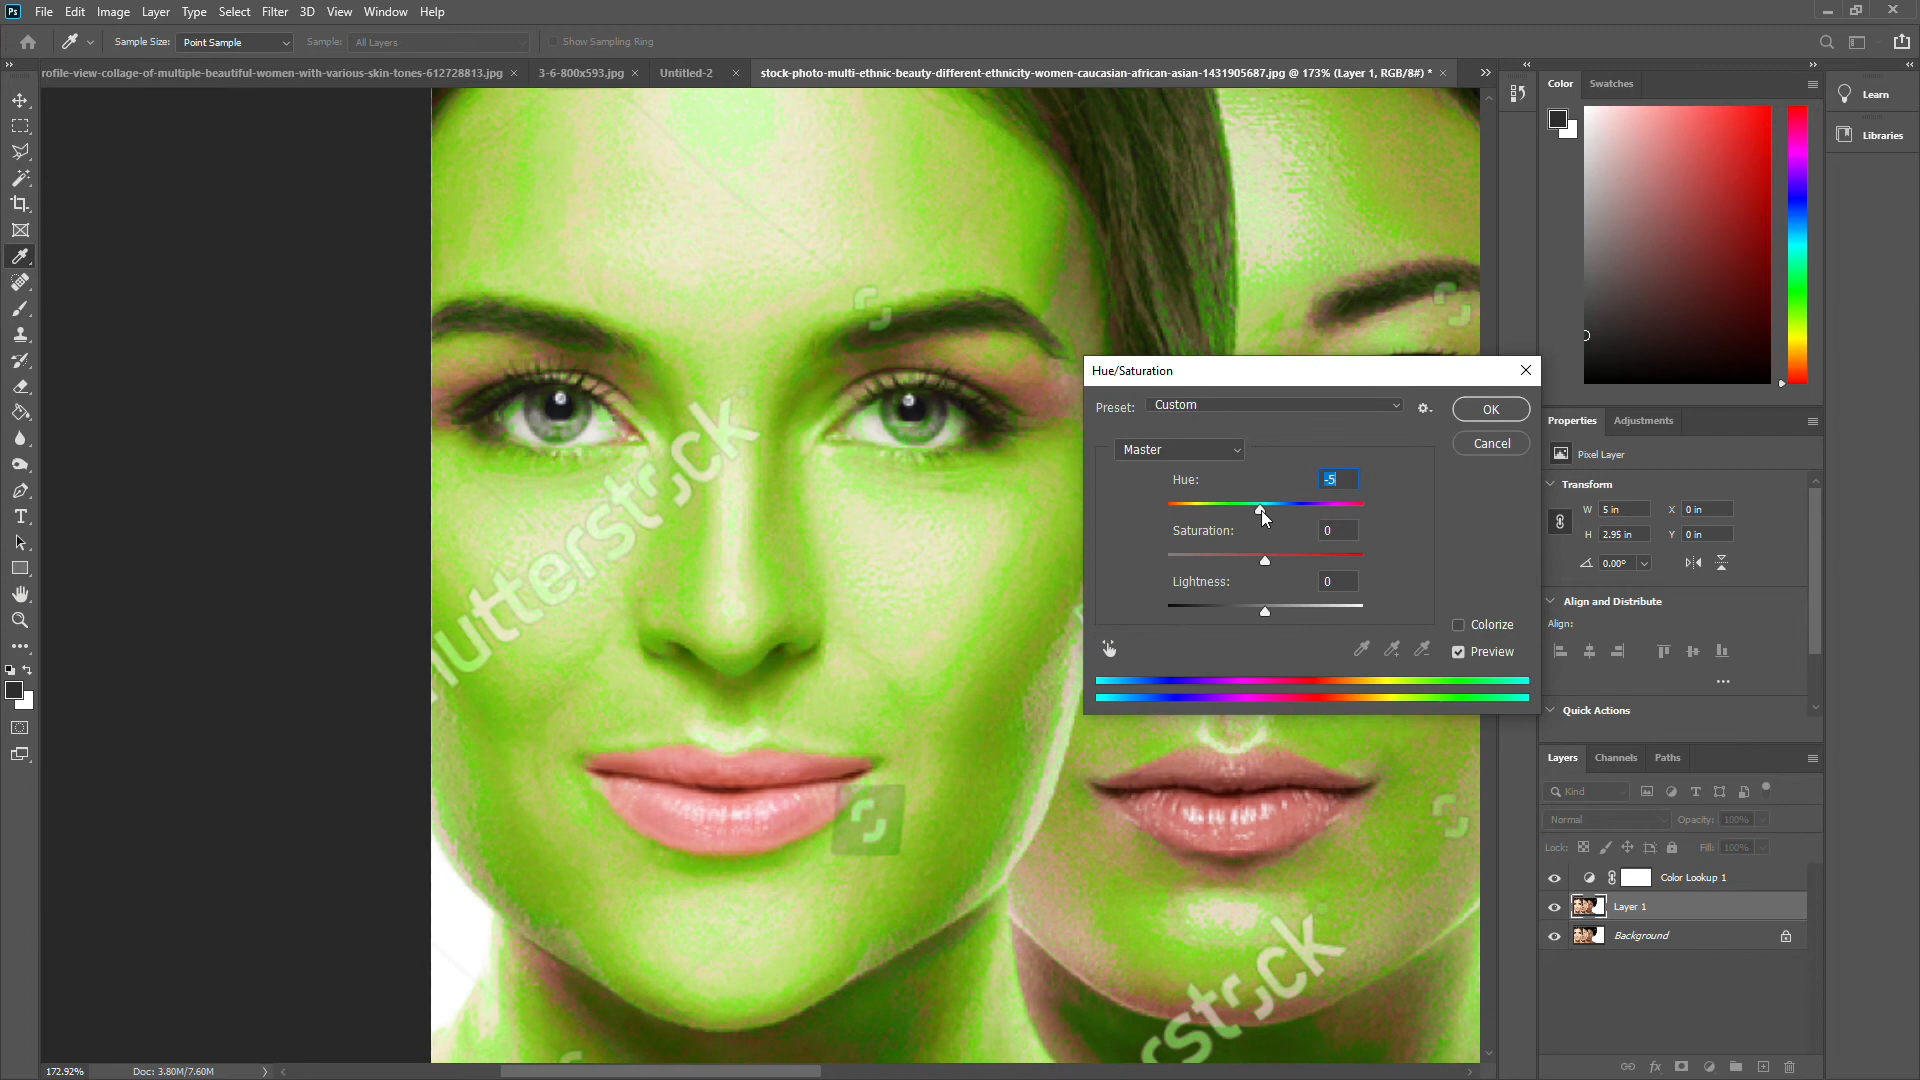 Ps File Edit Image Layer Type Select Filter 3D View Window Help
Sample Size: Point Sample Sample: All Layers Show Sampling Ring
rofile-view-collage-of-multiple-beautiful-women-with-various-skin-tones-612728813.jpg × 3-6-800x593.jpg × Untitled-2 × stock-photo-multi-ethnic-beauty-different-ethnicity-women-caucasian-african-asian-1431905687.jpg @ 173% (Layer 1, RGB/8#) * ×
Color Swatches
Learn
Libraries
Hue/Saturation
Preset: Custom
OK
Cancel
Master
Hue: -5
Saturation: 0
Lightness: 0
Colorize
Preview
Properties Adjustments
Pixel Layer
Transform
W 5 in X 0 in
H 2.95 in Y 0 in
0.00°
Align and Distribute
Align:
Quick Actions
Layers Channels Paths
Kind
Normal Opacity: 100%
Lock: Fill: 100%
Color Lookup 1
Layer 1
Background
shutterstock
172.92% Doc: 3.80M/7.60M